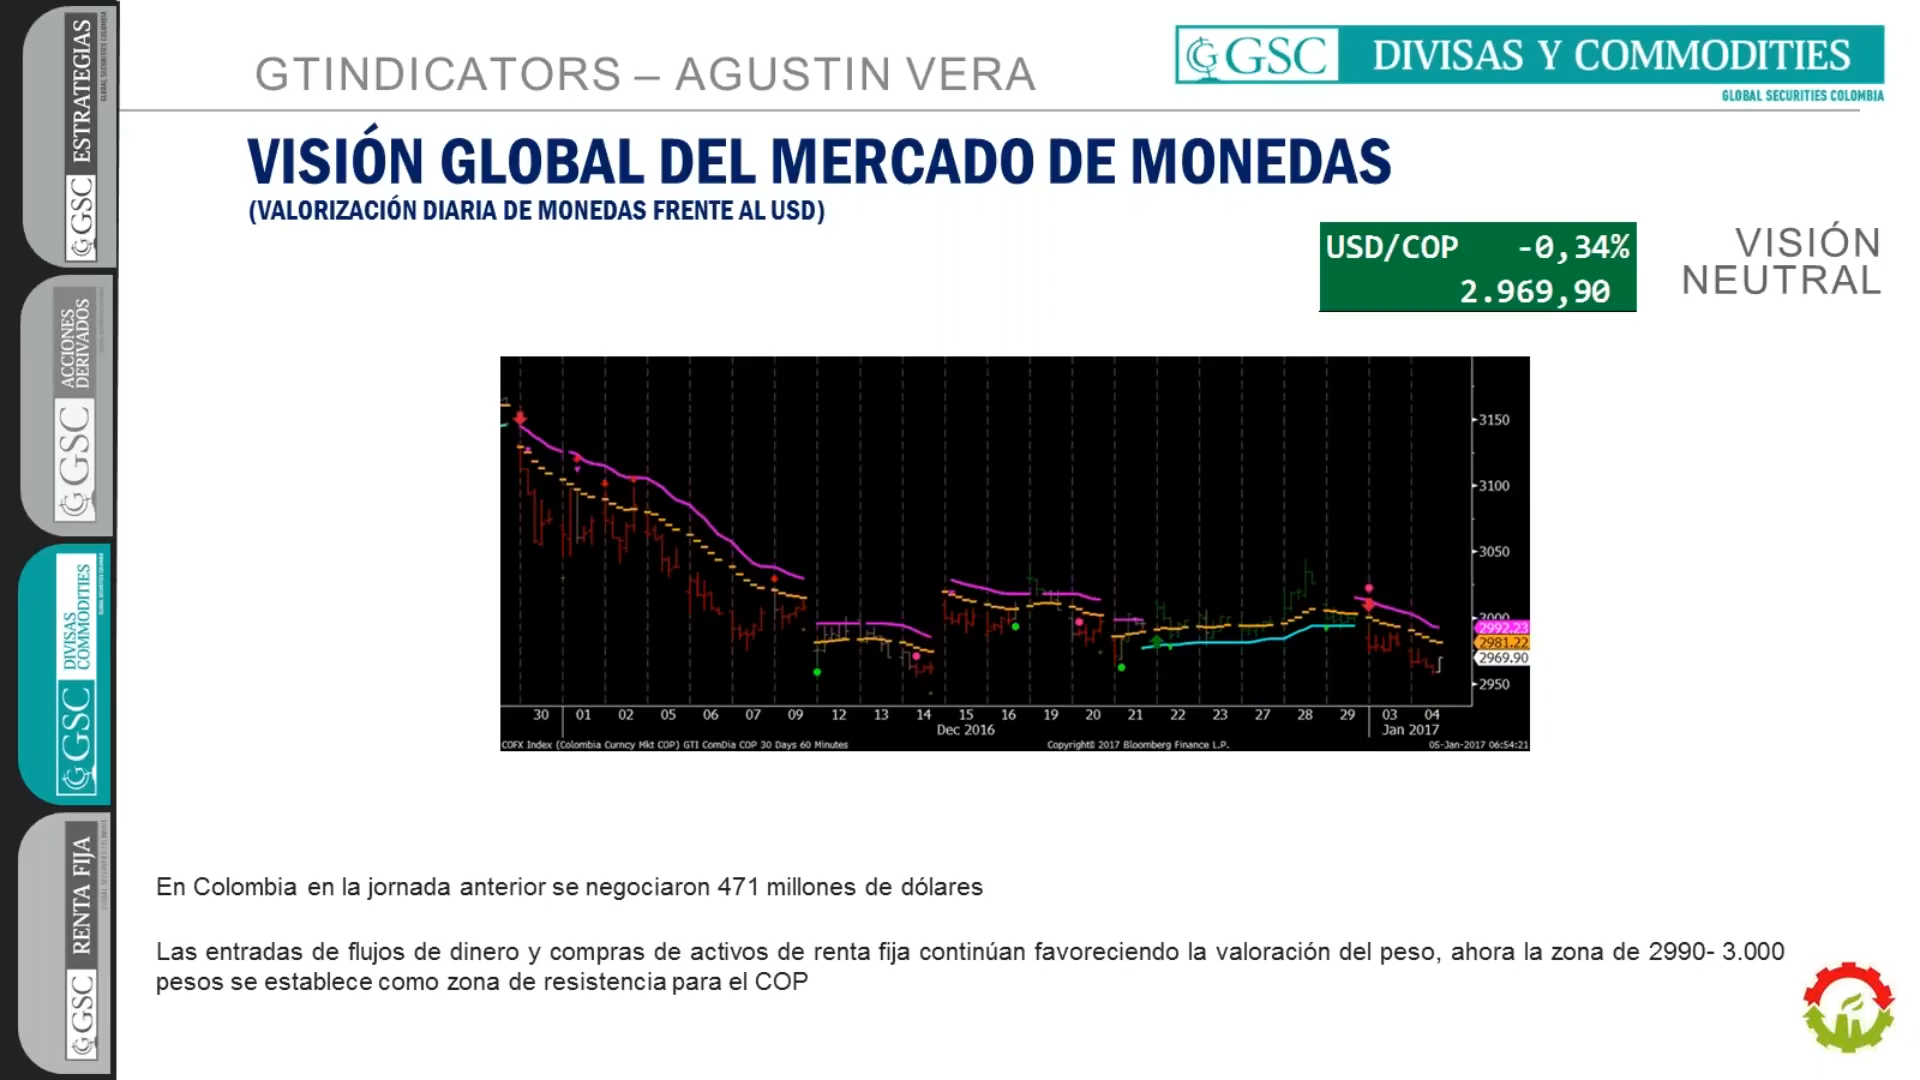 GTINDICATORS – AGUSTIN VERA
GSC DIVISAS Y COMMODITIES
GLOBAL SECURITIES COLOMBIA
VISIÓN GLOBAL DEL MERCADO DE MONEDAS
(VALORIZACIÓN DIARIA DE MONEDAS FRENTE AL USD)
USD/COP -0,34%
2.969,90
VISIÓN
NEUTRAL
GSC ESTRATEGIAS
GSC ACCIONES
DERIVADOS
GSC DIVISAS
COMMODITIES
GSC RENTA FIJA
3150
3100
3050
2992.23
2981.22
2969.90
2950
30 01 02 05 06 07 09 12 13 14 15 16 19 20 21 22 23 27 28 29 03 04
Dec 2016 Jan 2017
COFX Index (Colombia Curncy Mkt COP) GTI ComDia COP 30 Days 60 Minutes Copyright© 2017 Bloomberg Finance L.P. 05-Jan-2017 06:54:21
En Colombia en la jornada anterior se negociaron 471 millones de dólares
Las entradas de flujos de dinero y compras de activos de renta fija continúan favoreciendo la valoración del peso, ahora la zona de 2990- 3.000
pesos se establece como zona de resistencia para el COP